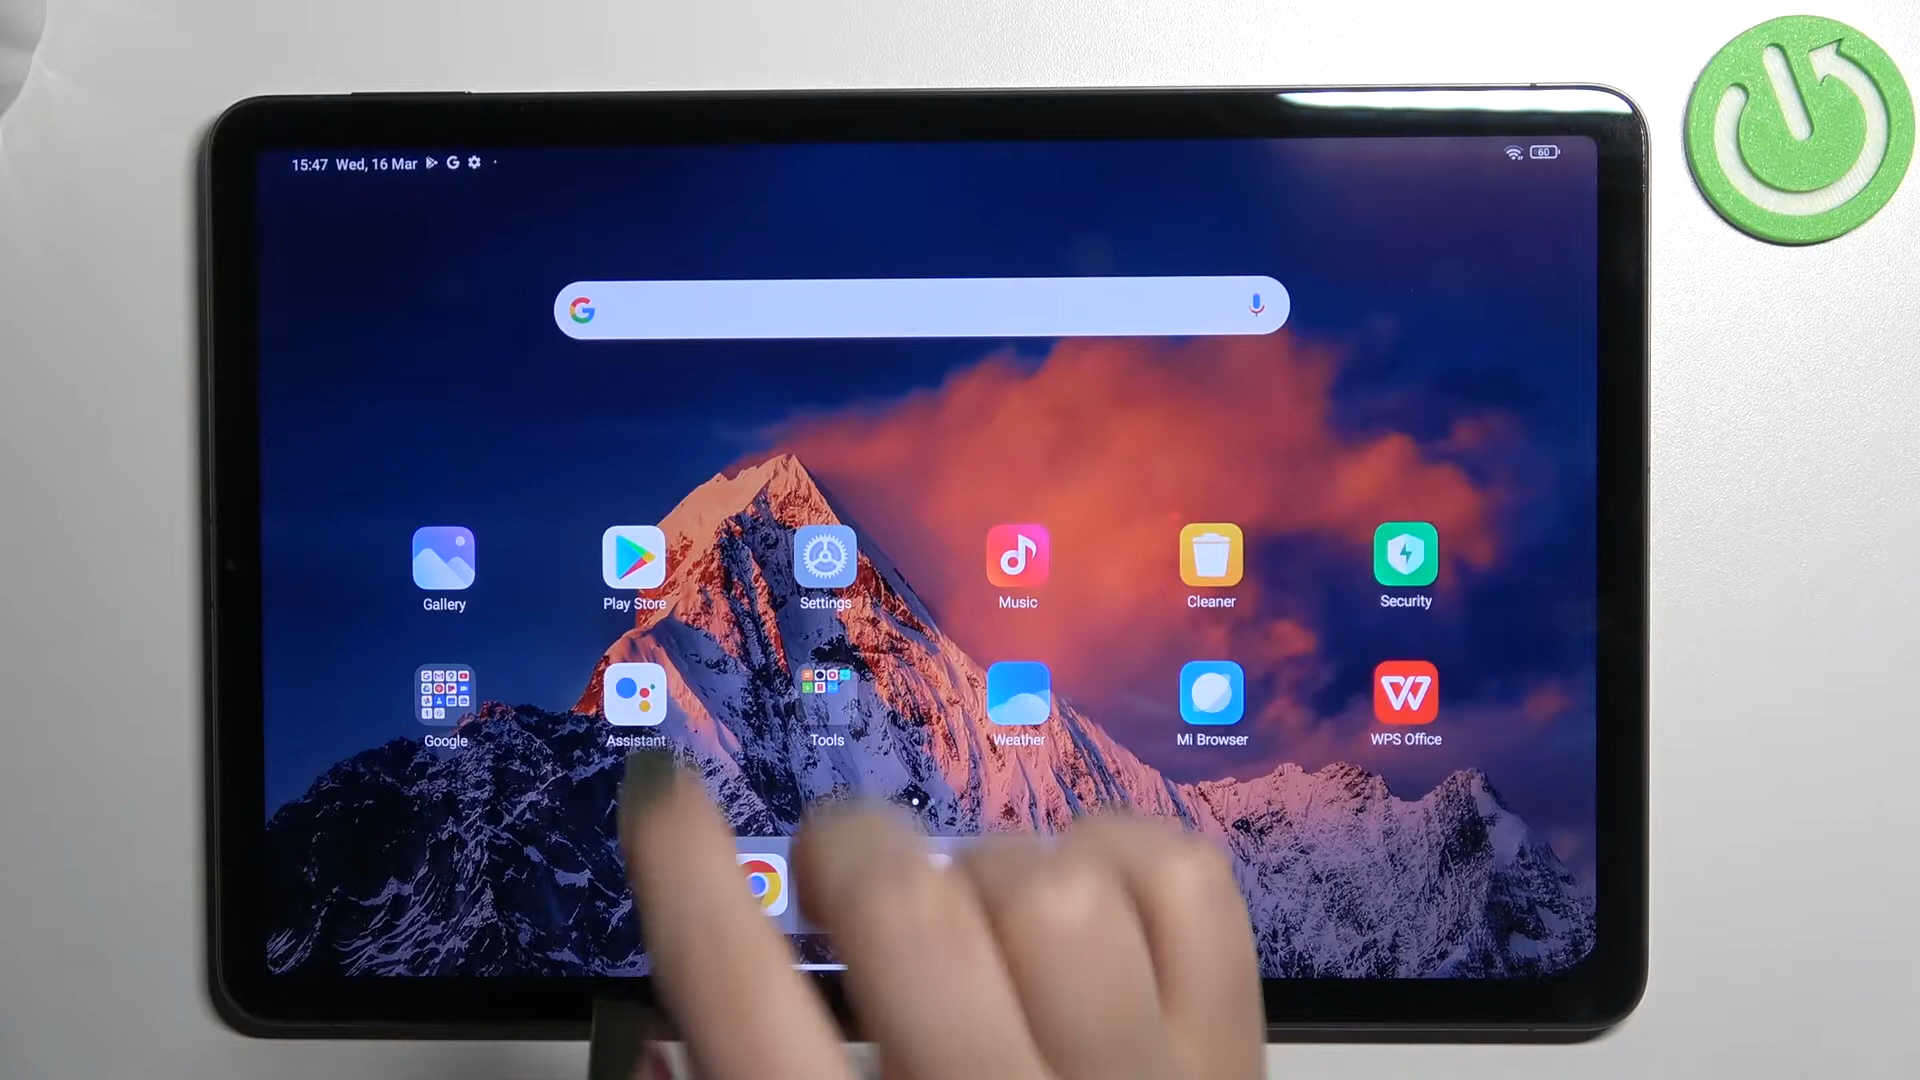 15:47 Wed, 16 Mar
60
Gallery
Play Store
Settings
Music
Cleaner
Security
Google
Assistant
Tools
Weather
Mi Browser
WPS Office